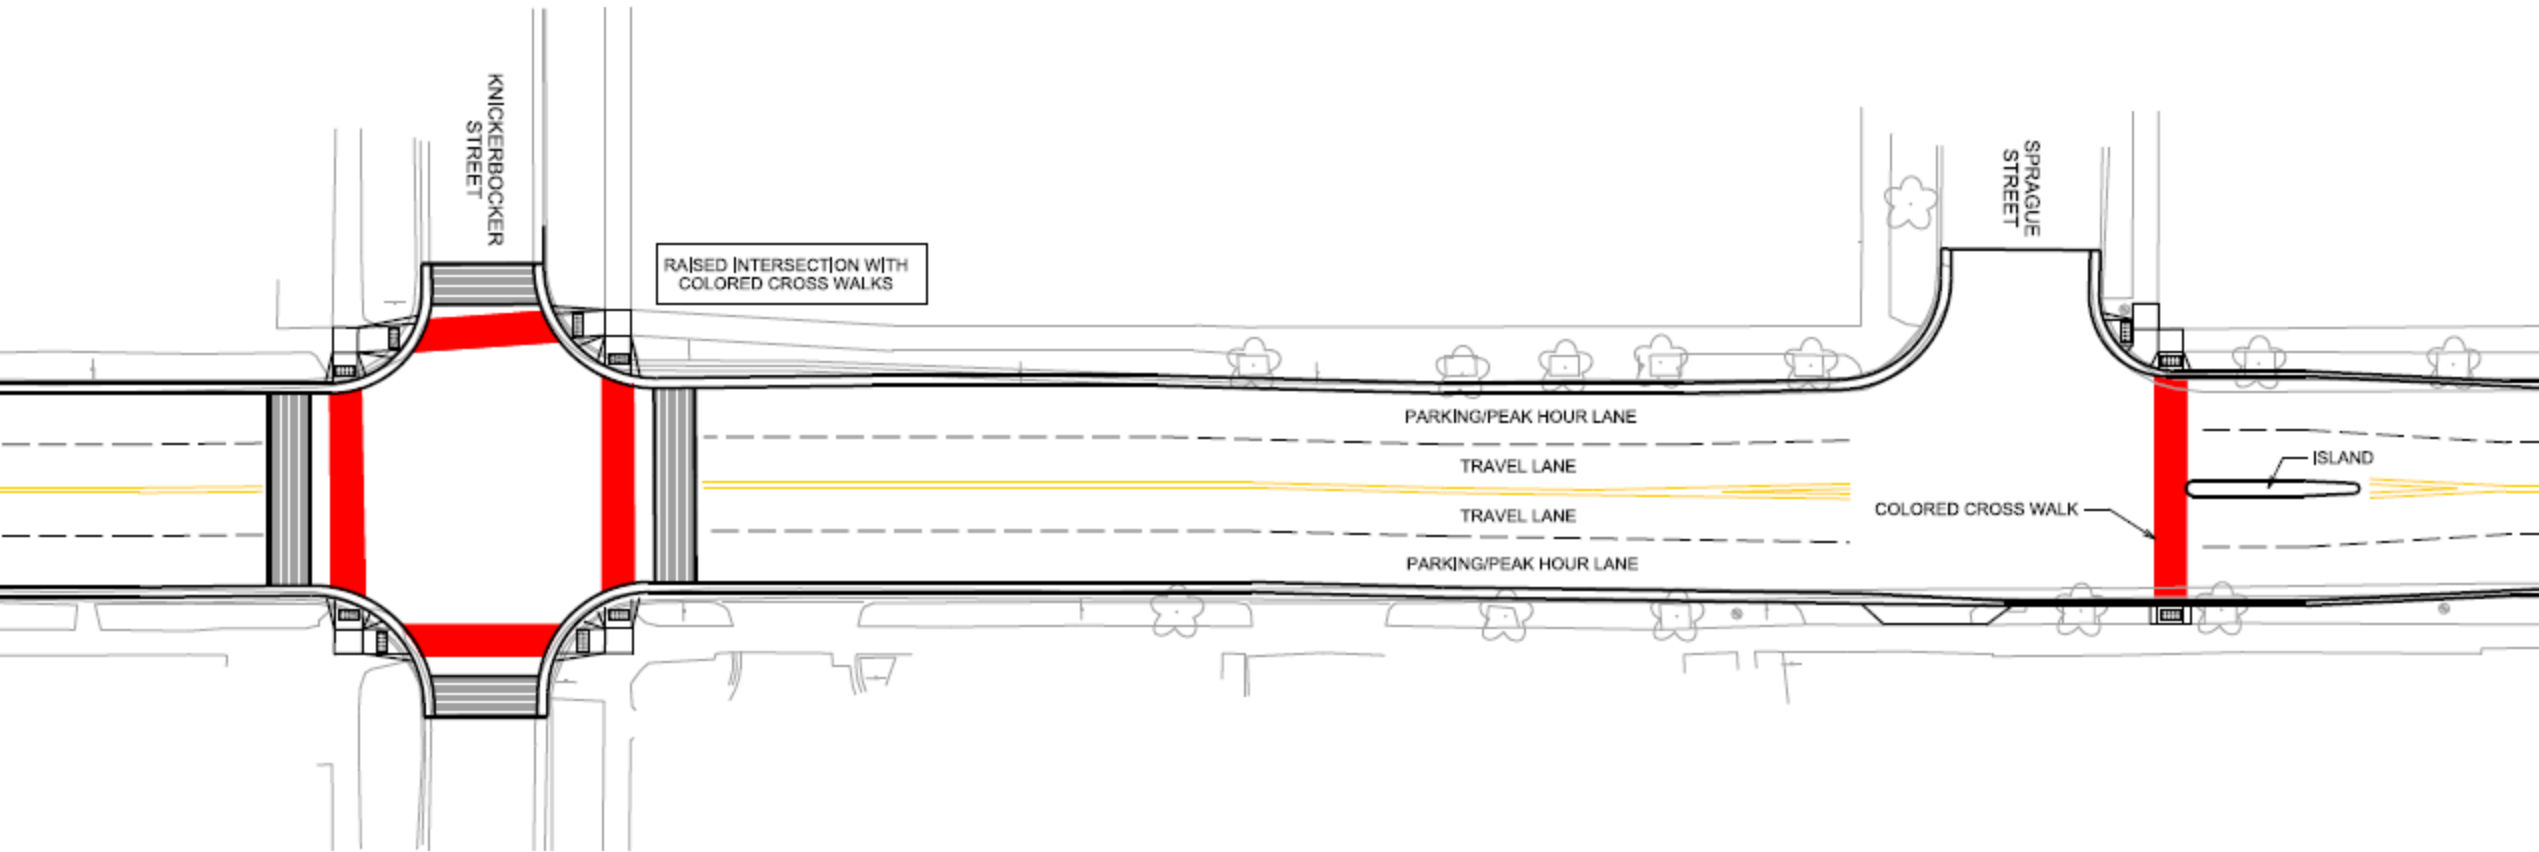 KNICKERBOCKER
STREET
RAISED INTERSECTION WITH
COLORED CROSS WALKS
SPRAGUE
STREET
PARKING/PEAK HOUR LANE
TRAVEL LANE
ISLAND
COLORED CROSS WALK
TRAVEL LANE
PARKING/PEAK HOUR LANE